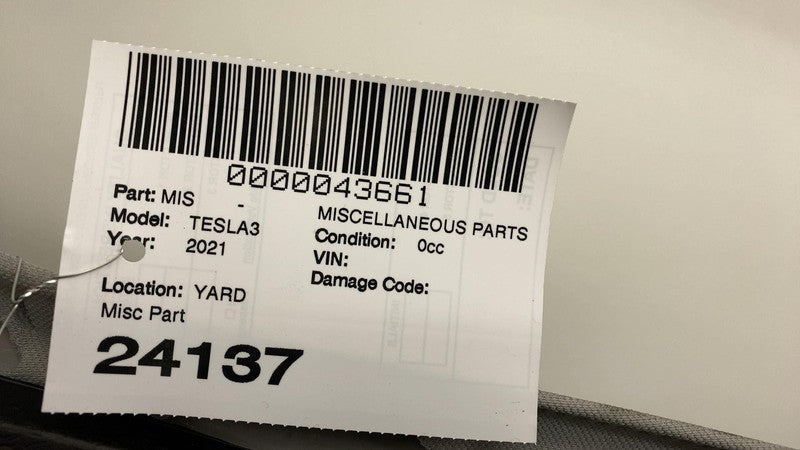 0000043661
Part: MIS -
MISCELLANEOUS PARTS
Model: TESLA3
Condition: 0cc
Year: 2021
VIN:
Damage Code:
Location: YARD
Misc Part
24137